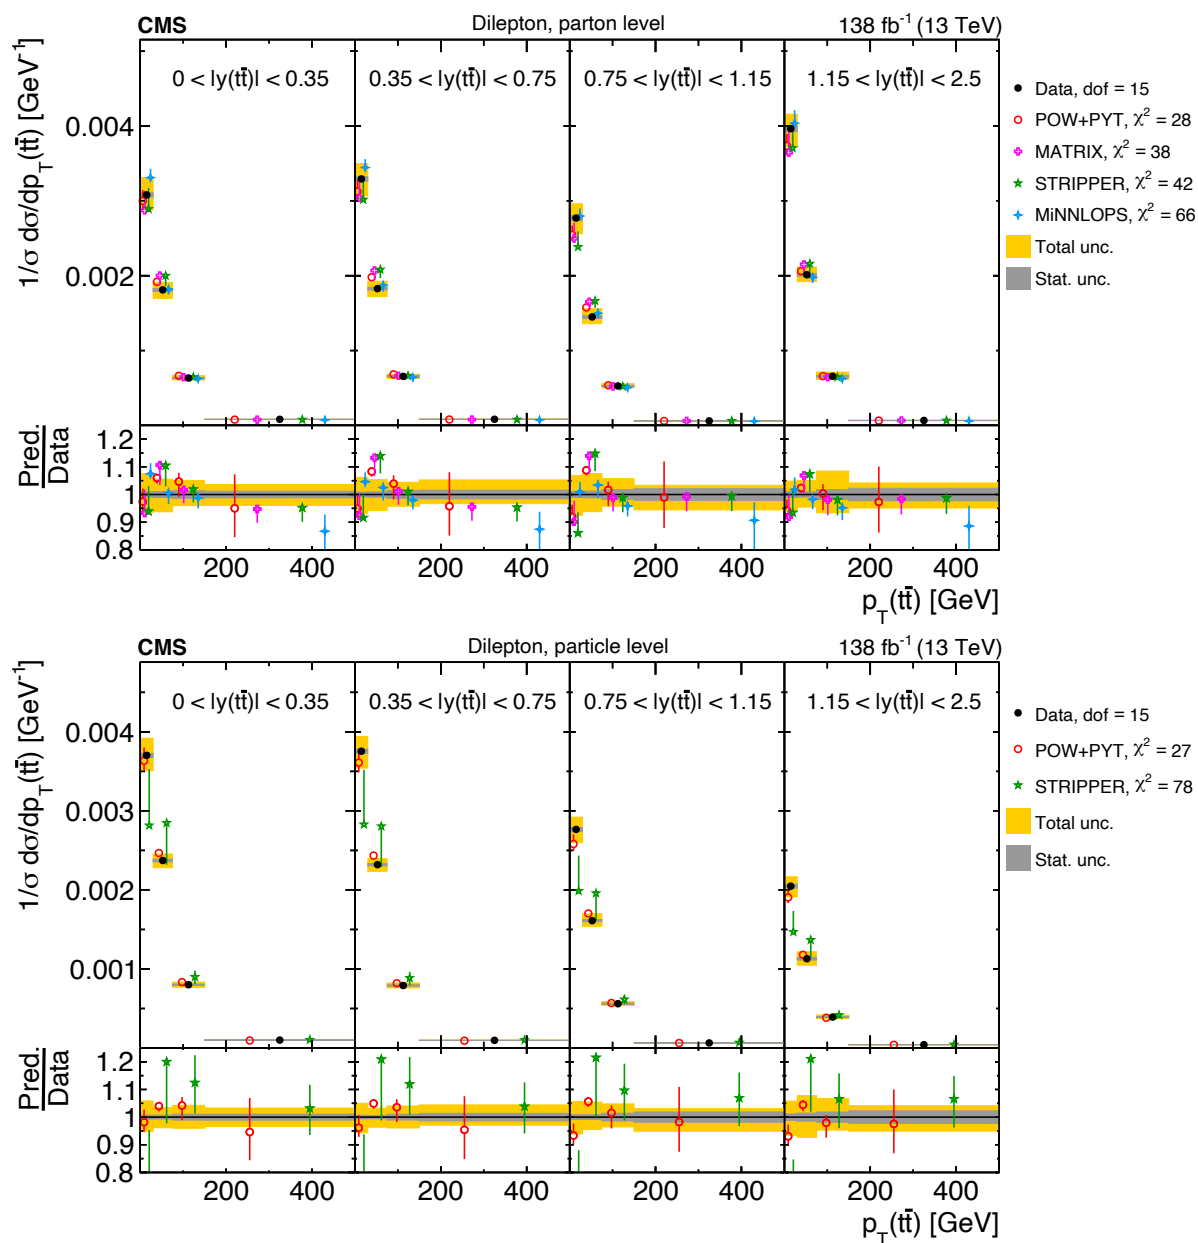 CMS Dilepton, parton level 138 fb⁻¹ (13 TeV)
1/σ dσ/dp_T(tt̄) [GeV⁻¹]
0 < |y(tt̄)| < 0.35 0.35 < |y(tt̄)| < 0.75 0.75 < |y(tt̄)| < 1.15 1.15 < |y(tt̄)| < 2.5
0.004
0.002
Data, dof = 15
POW+PYT, χ² = 28
MATRIX, χ² = 38
STRIPPER, χ² = 42
MiNNLOPS, χ² = 66
Total unc.
Stat. unc.
Pred.
Data
1.2
1.1
1
0.9
0.8
200 400 200 400 200 400 200 400
p_T(tt̄) [GeV]
CMS Dilepton, particle level 138 fb⁻¹ (13 TeV)
1/σ dσ/dp_T(tt̄) [GeV⁻¹]
0 < |y(tt̄)| < 0.35 0.35 < |y(tt̄)| < 0.75 0.75 < |y(tt̄)| < 1.15 1.15 < |y(tt̄)| < 2.5
0.004
0.003
0.002
0.001
Data, dof = 15
POW+PYT, χ² = 27
STRIPPER, χ² = 78
Total unc.
Stat. unc.
Pred.
Data
1.2
1.1
1
0.9
0.8
200 400 200 400 200 400 200 400
p_T(tt̄) [GeV]